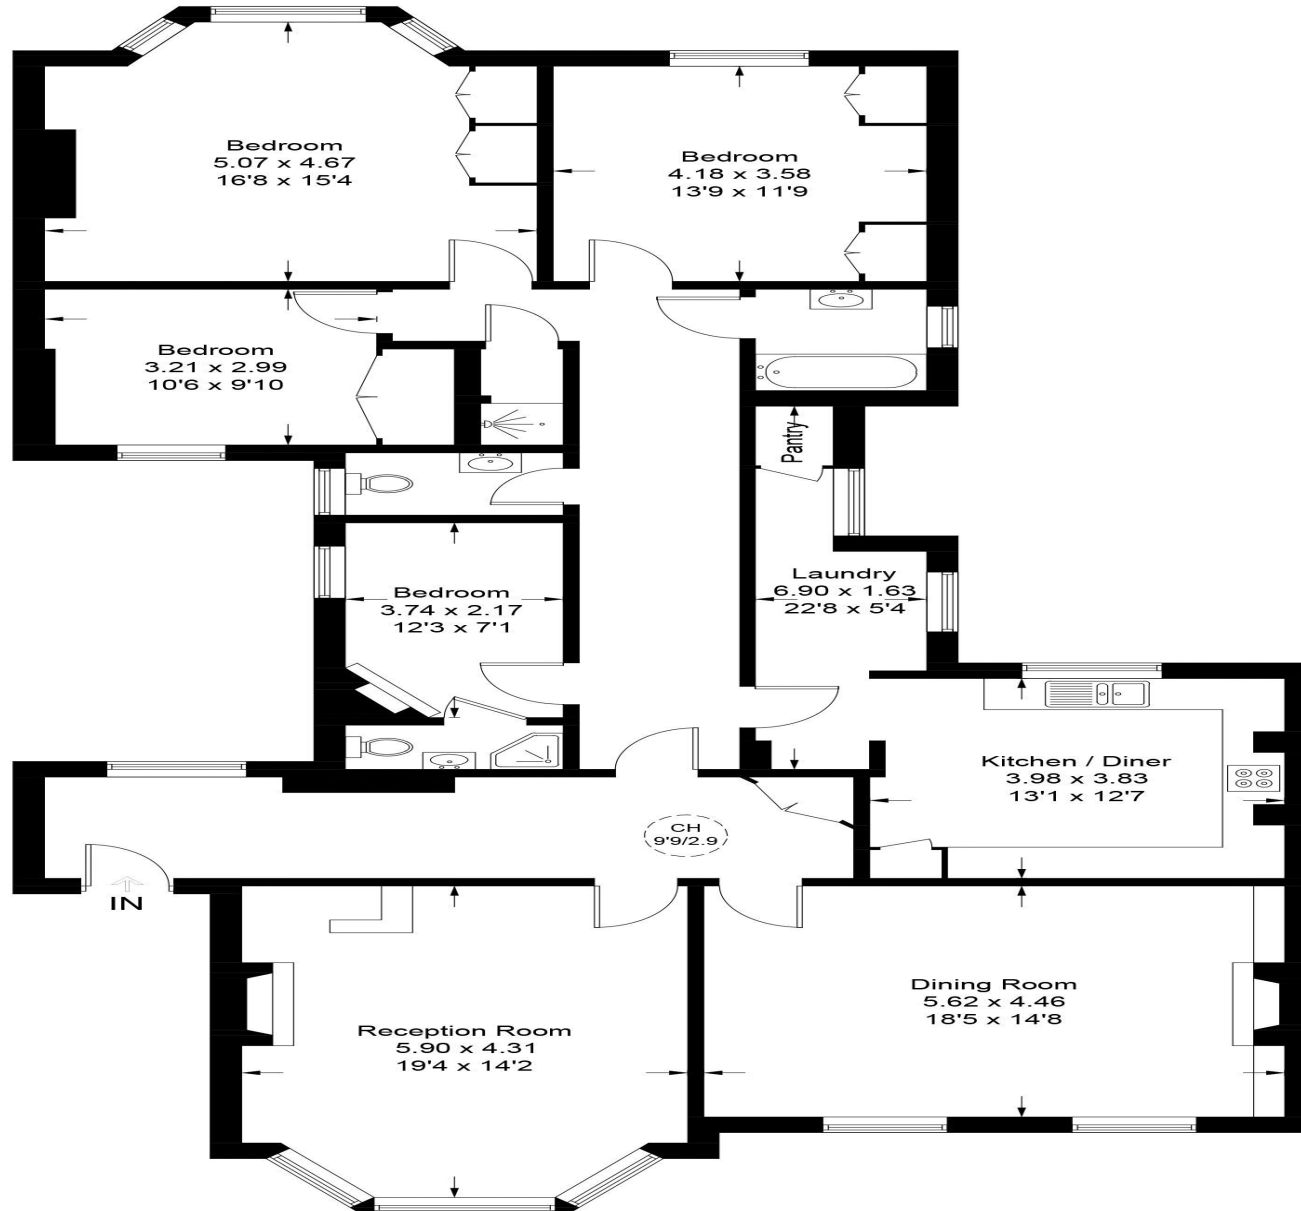 Bedroom
5.07 x 4.67
16'8 x 15'4
Bedroom
4.18 x 3.58
13'9 x 11'9
Bedroom
3.21 x 2.99
10'6 x 9'10
Pantry
Bedroom
3.74 x 2.17
12'3 x 7'1
Laundry
6.90 x 1.63
22'8 x 5'4
Kitchen / Diner
3.98 x 3.83
13'1 x 12'7
CH
9'9/2.9
IN
Reception Room
5.90 x 4.31
19'4 x 14'2
Dining Room
5.62 x 4.46
18'5 x 14'8